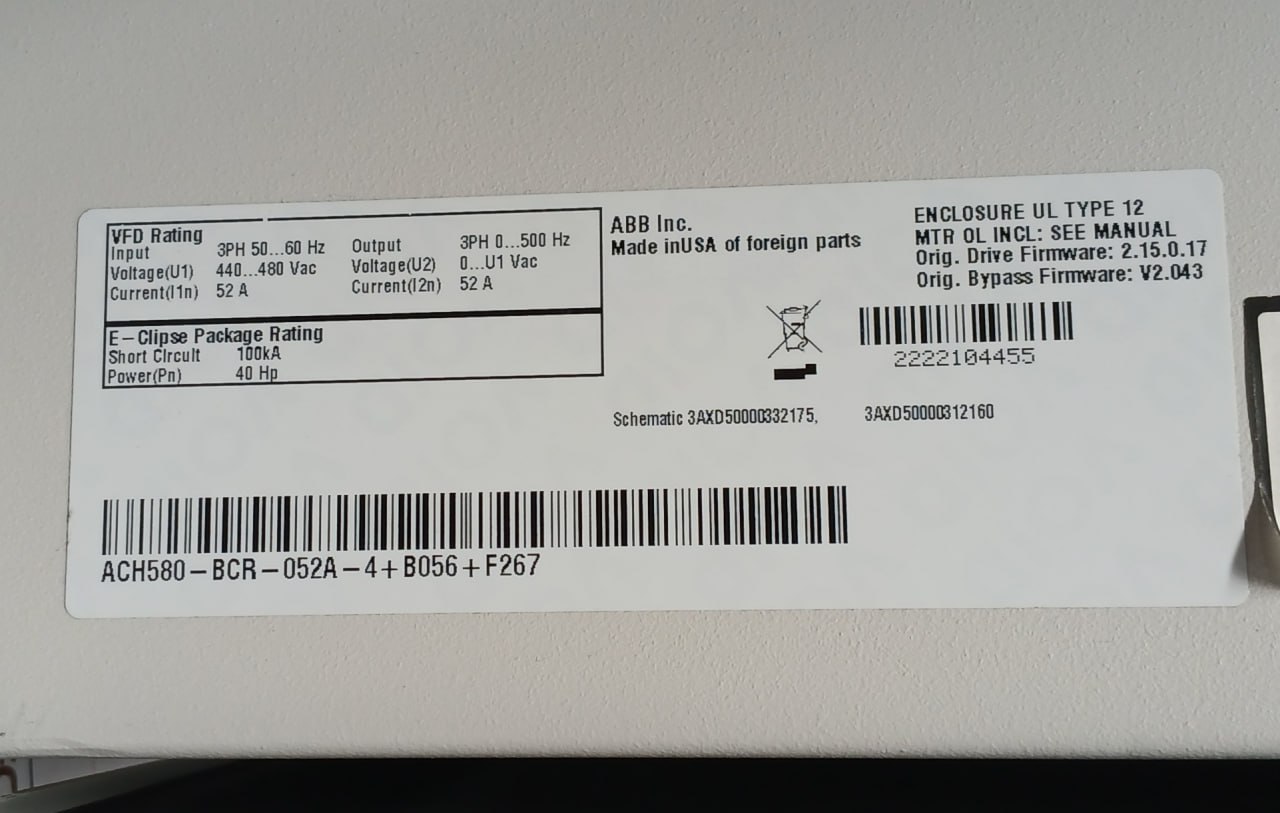 VFD Rating
Input 3PH 50...60 Hz Output 3PH 0...500 Hz
Voltage(U1) 440...480 Vac Voltage(U2) 0...U1 Vac
Current(I1n) 52 A Current(I2n) 52 A
E-Clipse Package Rating
Short CIrcuIt 100kA
Power(Pn) 40 Hp
ABB Inc.
Made inUSA of foreign parts
ENCLOSURE UL TYPE 12
MTR OL INCL: SEE MANUAL
Orig. Drive Firmware: 2.15.0.17
Orig. Bypass Firmware: V2.043
2222104455
Schematic 3AXD50000332175, 3AXD50000312160
ACH580-BCR-052A-4+B056+F267